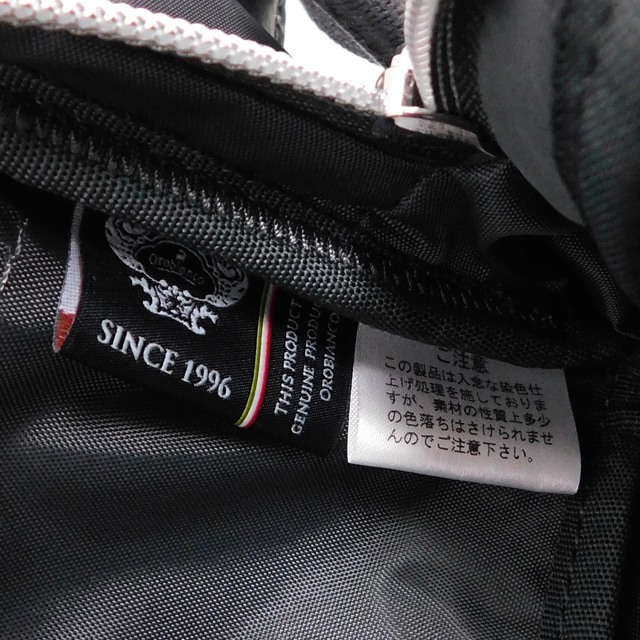 OROBIANCO
SINCE 1996
THIS PRODUCT
GENUINE PRODU
OROBIANCO
ご注意
この製品は入念な染色仕
上げ処理を施しておりま
すが、素材の性質上多少
の色落ちはさけられませ
んのでご注意下さい。